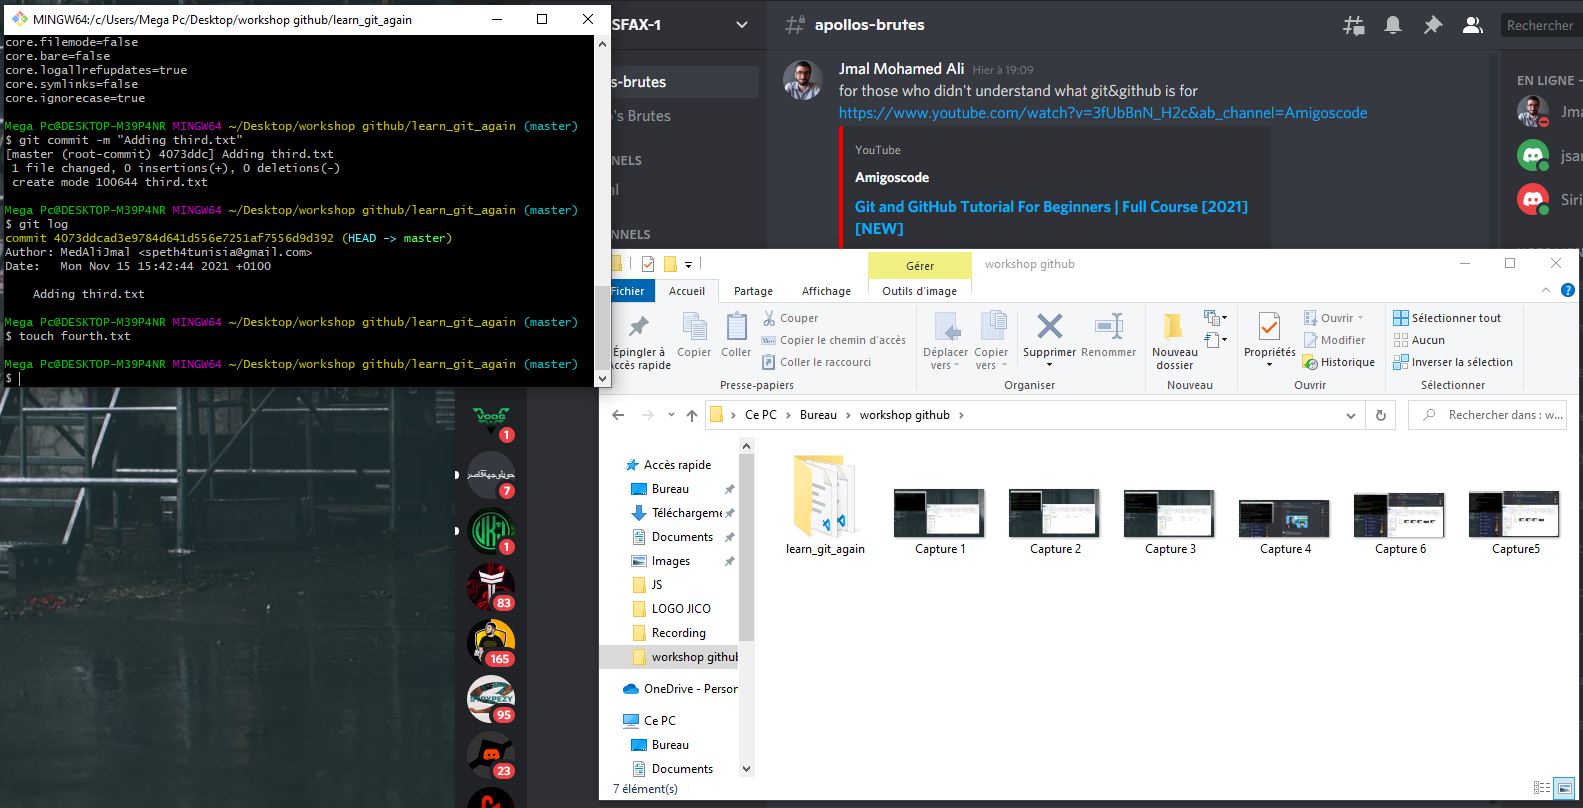 MINGW64:/c/Users/Mega Pc/Desktop/workshop github/learn_git_again
core.filemode=false
core.bare=false
core.logallrefupdates=true
core.symlinks=false
core.ignorecase=true
Mega Pc@DESKTOP-M39P4NR MINGW64 ~/Desktop/workshop github/learn_git_again (master)
$ git commit -m "Adding third.txt"
[master (root-commit) 4073ddc] Adding third.txt
1 file changed, 0 insertions(+), 0 deletions(-)
create mode 100644 third.txt
Mega Pc@DESKTOP-M39P4NR MINGW64 ~/Desktop/workshop github/learn_git_again (master)
$ git log
commit 4073ddcad3e9784d641d556e7251af7556d9d392 (HEAD -> master)
Author: MedAliJmal <speth4tunisia@gmail.com>
Date: Mon Nov 15 15:42:44 2021 +0100
Adding third.txt
Mega Pc@DESKTOP-M39P4NR MINGW64 ~/Desktop/workshop github/learn_git_again (master)
$ touch fourth.txt
Mega Pc@DESKTOP-M39P4NR MINGW64 ~/Desktop/workshop github/learn_git_again (master)
$
SFAX-1
s-brutes
's Brutes
NELS
al
NNELS
apollos-brutes
Rechercher
Jmal Mohamed Ali Hier à 19:09
for those who didn't understand what git&github is for
https://www.youtube.com/watch?v=3fUbBnN_H2c&ab_channel=Amigoscode
YouTube
Amigoscode
Git and GitHub Tutorial For Beginners | Full Course [2021]
[NEW]
EN LIGNE -
Jma
jsan
Siri
Gérer
workshop github
Fichier
Accueil
Partage
Affichage
Outils d'image
Épingler à
Accès rapide
Copier
Coller
Couper
Copier le chemin d'accès
Coller le raccourci
Presse-papiers
Déplacer
vers
Copier
vers
Supprimer
Renommer
Organiser
Nouveau
dossier
Nouveau
Propriétés
Ouvrir
Modifier
Historique
Ouvrir
Sélectionner tout
Aucun
Inverser la sélection
Sélectionner
Ce PC > Bureau > workshop github >
Rechercher dans : w...
Accès rapide
Bureau
Téléchargeme
Documents
Images
JS
LOGO JICO
Recording
workshop github
OneDrive - Person
Ce PC
Bureau
Documents
learn_git_again
Capture 1
Capture 2
Capture 3
Capture 4
Capture 6
Capture5
7 élément(s)
1
7
1
83
165
95
23